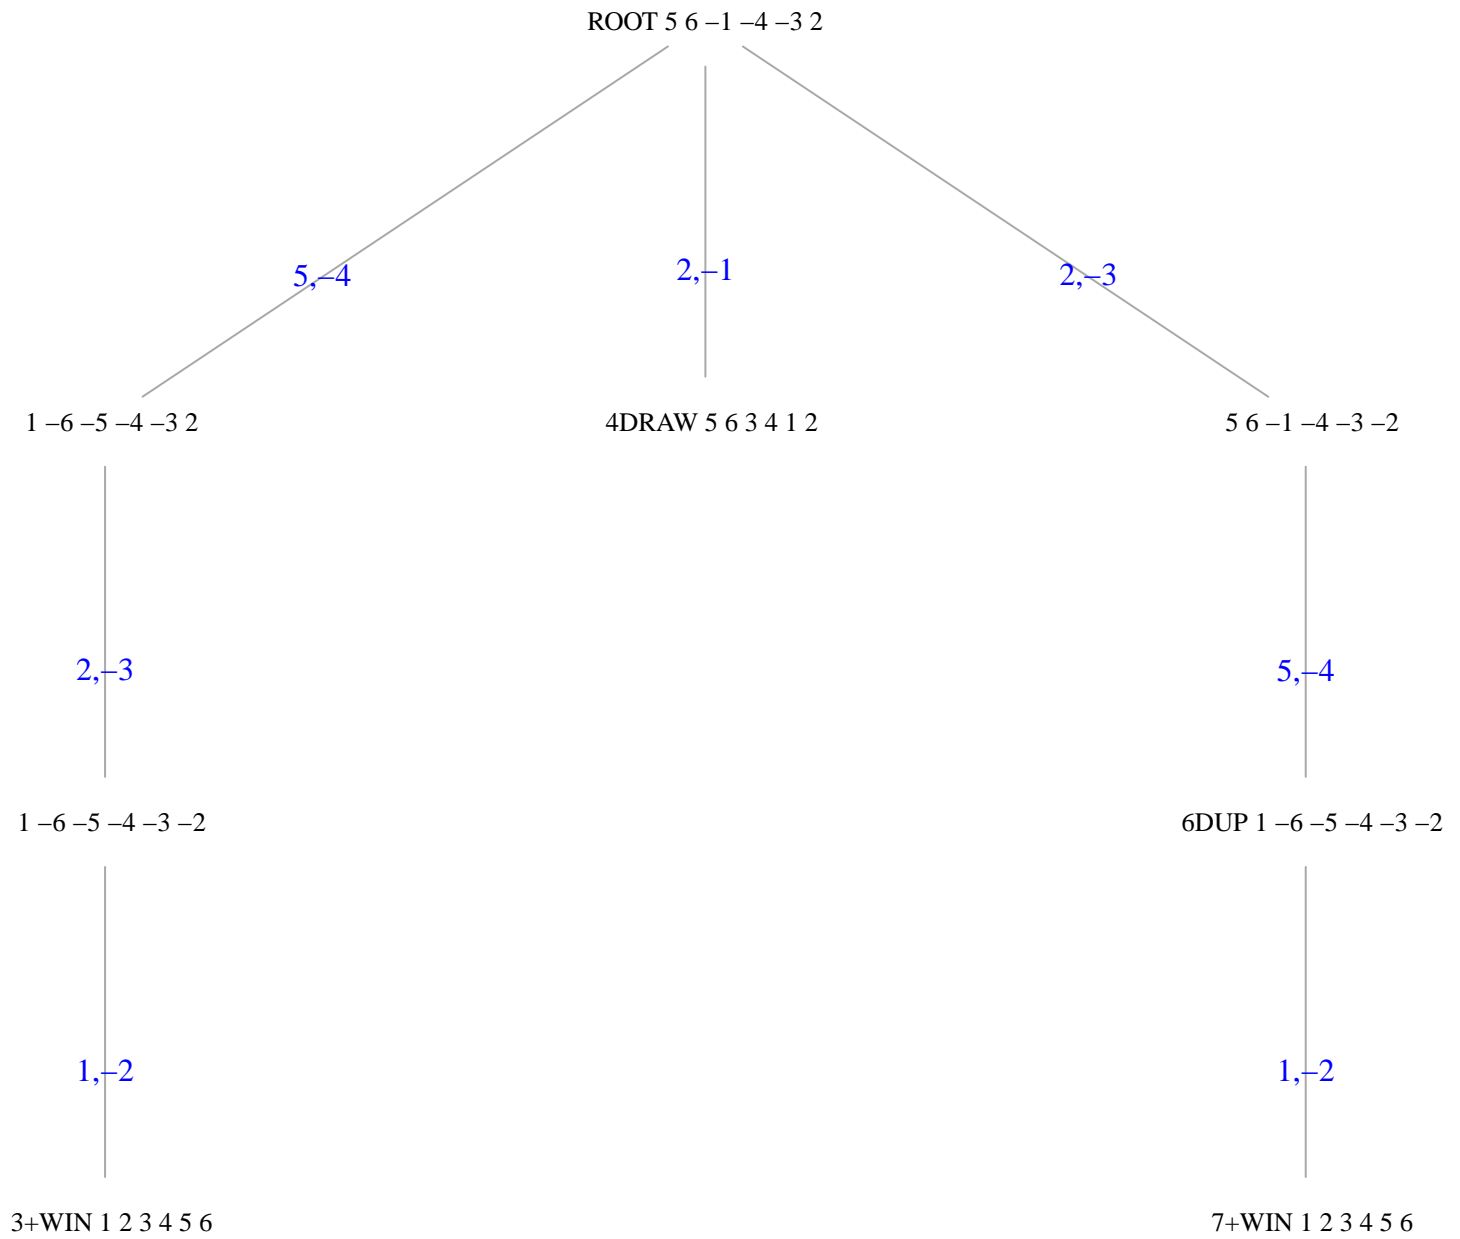 ROOT 5 6 –1 –4 –3 2
5,–4
2,–1
2,–3
1 –6 –5 –4 –3 2
4DRAW 5 6 3 4 1 2
5 6 –1 –4 –3 –2
2,–3
5,–4
1 –6 –5 –4 –3 –2
6DUP 1 –6 –5 –4 –3 –2
1,–2
1,–2
3+WIN 1 2 3 4 5 6
7+WIN 1 2 3 4 5 6